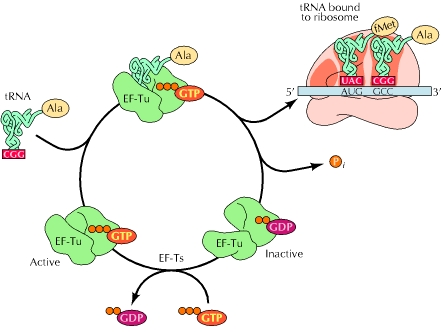 tRNA bound
to ribosome
fMet
Ala
Ala
tRNA
Ala
EF-Tu
GTP
UAC
CGG
5′
AUG
GCC
3′
CGG
Pi
EF-Tu
GTP
EF-Tu
GDP
Active
EF-Ts
Inactive
GDP
GTP